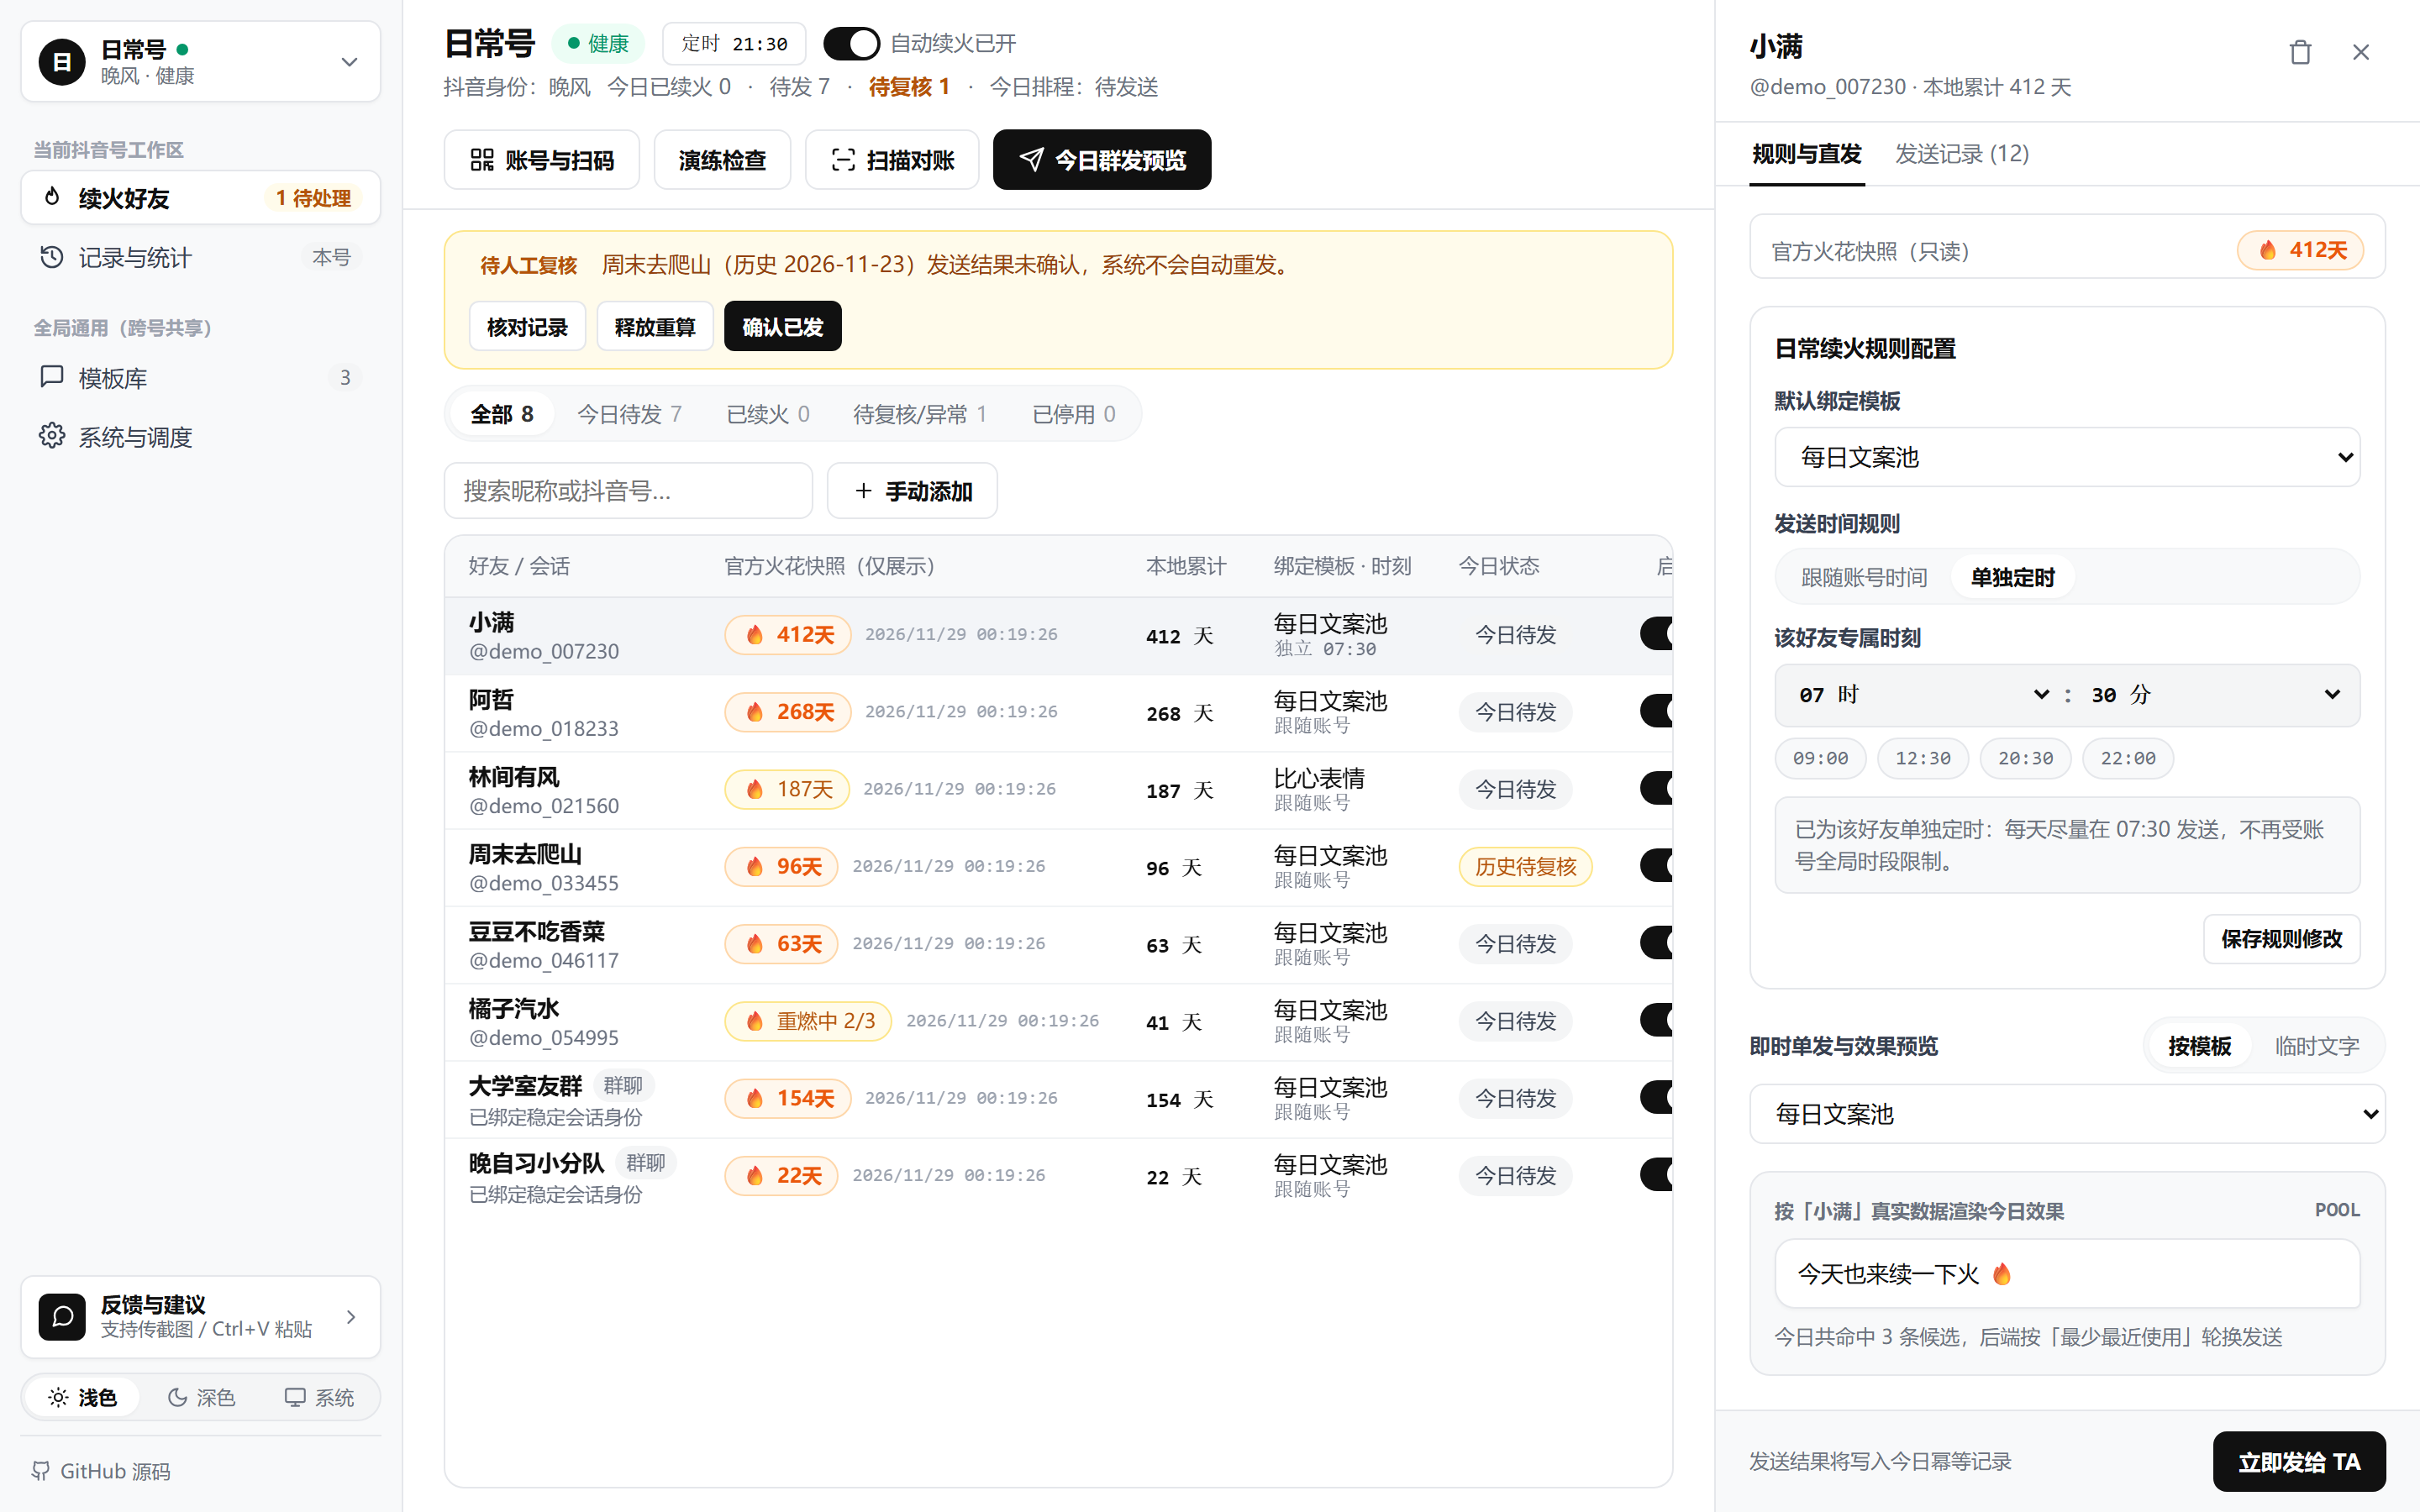 日
日常号
晚风 · 健康
当前抖音号工作区
续火好友
1 待处理
记录与统计
本号
全局通用（跨号共享）
模板库
3
系统与调度
反馈与建议
支持传截图 / Ctrl+V 粘贴
浅色
深色
系统
GitHub 源码
日常号
健康
定时 21:30
自动续火已开
抖音身份：晚风 今日已续火 0 · 待发 7 · 待复核 1 · 今日排程：待发送
账号与扫码
演练检查
扫描对账
今日群发预览
待人工复核 周末去爬山（历史 2026-11-23）发送结果未确认，系统不会自动重发。
核对记录
释放重算
确认已发
全部 8
今日待发 7
已续火 0
待复核/异常 1
已停用 0
搜索昵称或抖音号...
手动添加
好友 / 会话 官方火花快照（仅展示） 本地累计 绑定模板 · 时刻 今日状态
小满
@demo_007230
🔥 412天 2026/11/29 00:19:26
412 天
每日文案池
独立 07:30
今日待发
阿哲
@demo_018233
🔥 268天 2026/11/29 00:19:26
268 天
每日文案池
跟随账号
今日待发
林间有风
@demo_021560
🔥 187天 2026/11/29 00:19:26
187 天
比心表情
跟随账号
今日待发
周末去爬山
@demo_033455
🔥 96天 2026/11/29 00:19:26
96 天
每日文案池
跟随账号
历史待复核
豆豆不吃香菜
@demo_046117
🔥 63天 2026/11/29 00:19:26
63 天
每日文案池
跟随账号
今日待发
橘子汽水
@demo_054995
🔥 重燃中 2/3 2026/11/29 00:19:26
41 天
每日文案池
跟随账号
今日待发
大学室友群 群聊
已绑定稳定会话身份
🔥 154天 2026/11/29 00:19:26
154 天
每日文案池
跟随账号
今日待发
晚自习小分队 群聊
已绑定稳定会话身份
🔥 22天 2026/11/29 00:19:26
22 天
每日文案池
跟随账号
今日待发
小满
@demo_007230 · 本地累计 412 天
规则与直发
发送记录 (12)
官方火花快照（只读）
🔥 412天
日常续火规则配置
默认绑定模板
每日文案池
发送时间规则
跟随账号时间
单独定时
该好友专属时刻
07 时 : 30 分
09:00
12:30
20:30
22:00
已为该好友单独定时：每天尽量在 07:30 发送，不再受账
号全局时段限制。
保存规则修改
即时单发与效果预览
按模板
临时文字
每日文案池
按「小满」真实数据渲染今日效果
POOL
今天也来续一下火 🔥
今日共命中 3 条候选，后端按「最少最近使用」轮换发送
发送结果将写入今日幂等记录
立即发给 TA